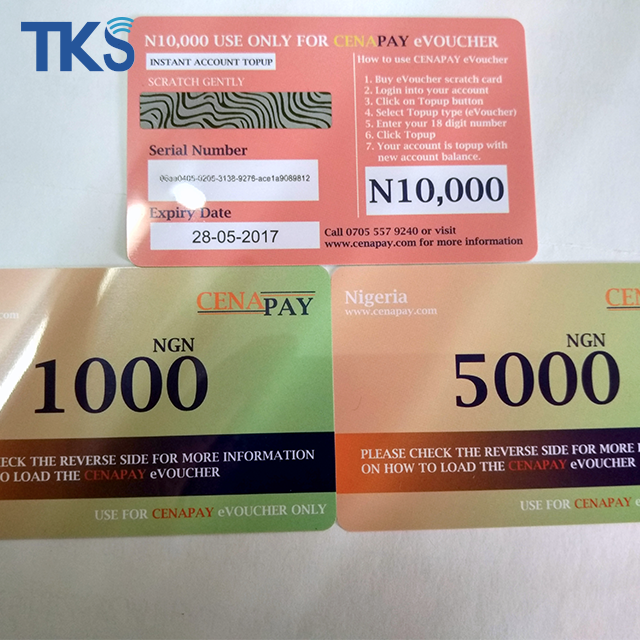 TKS
N10,000 USE ONLY FOR CENAPAY eVOUCHER
INSTANT ACCOUNT TOPUP
SCRATCH GENTLY
Serial Number
Expiry Date
28-05-2017
How to use CENAPAY eVoucher
1. Buy eVoucher scratch card
2. Login into your account
3. Click on Topup button
4. Select Topup type (eVoucher)
5. Enter your 18 digit number
6. Click Topup
7. Your account is topup with
new account balance.
N10,000
Call 0705 557 9240 or visit
www.cenapay.com for more information
.com
CENAPAY
NGN
1000
CHECK THE REVERSE SIDE FOR MORE INFORMATION
TO LOAD THE CENAPAY eVOUCHER
USE FOR CENAPAY eVOUCHER ONLY
Nigeria
www.cenapay.com
CEN
NGN
5000
PLEASE CHECK THE REVERSE SIDE FOR MORE
ON HOW TO LOAD THE CENAPAY eVOUCHER
USE FOR CENAPAY eVOUCHER